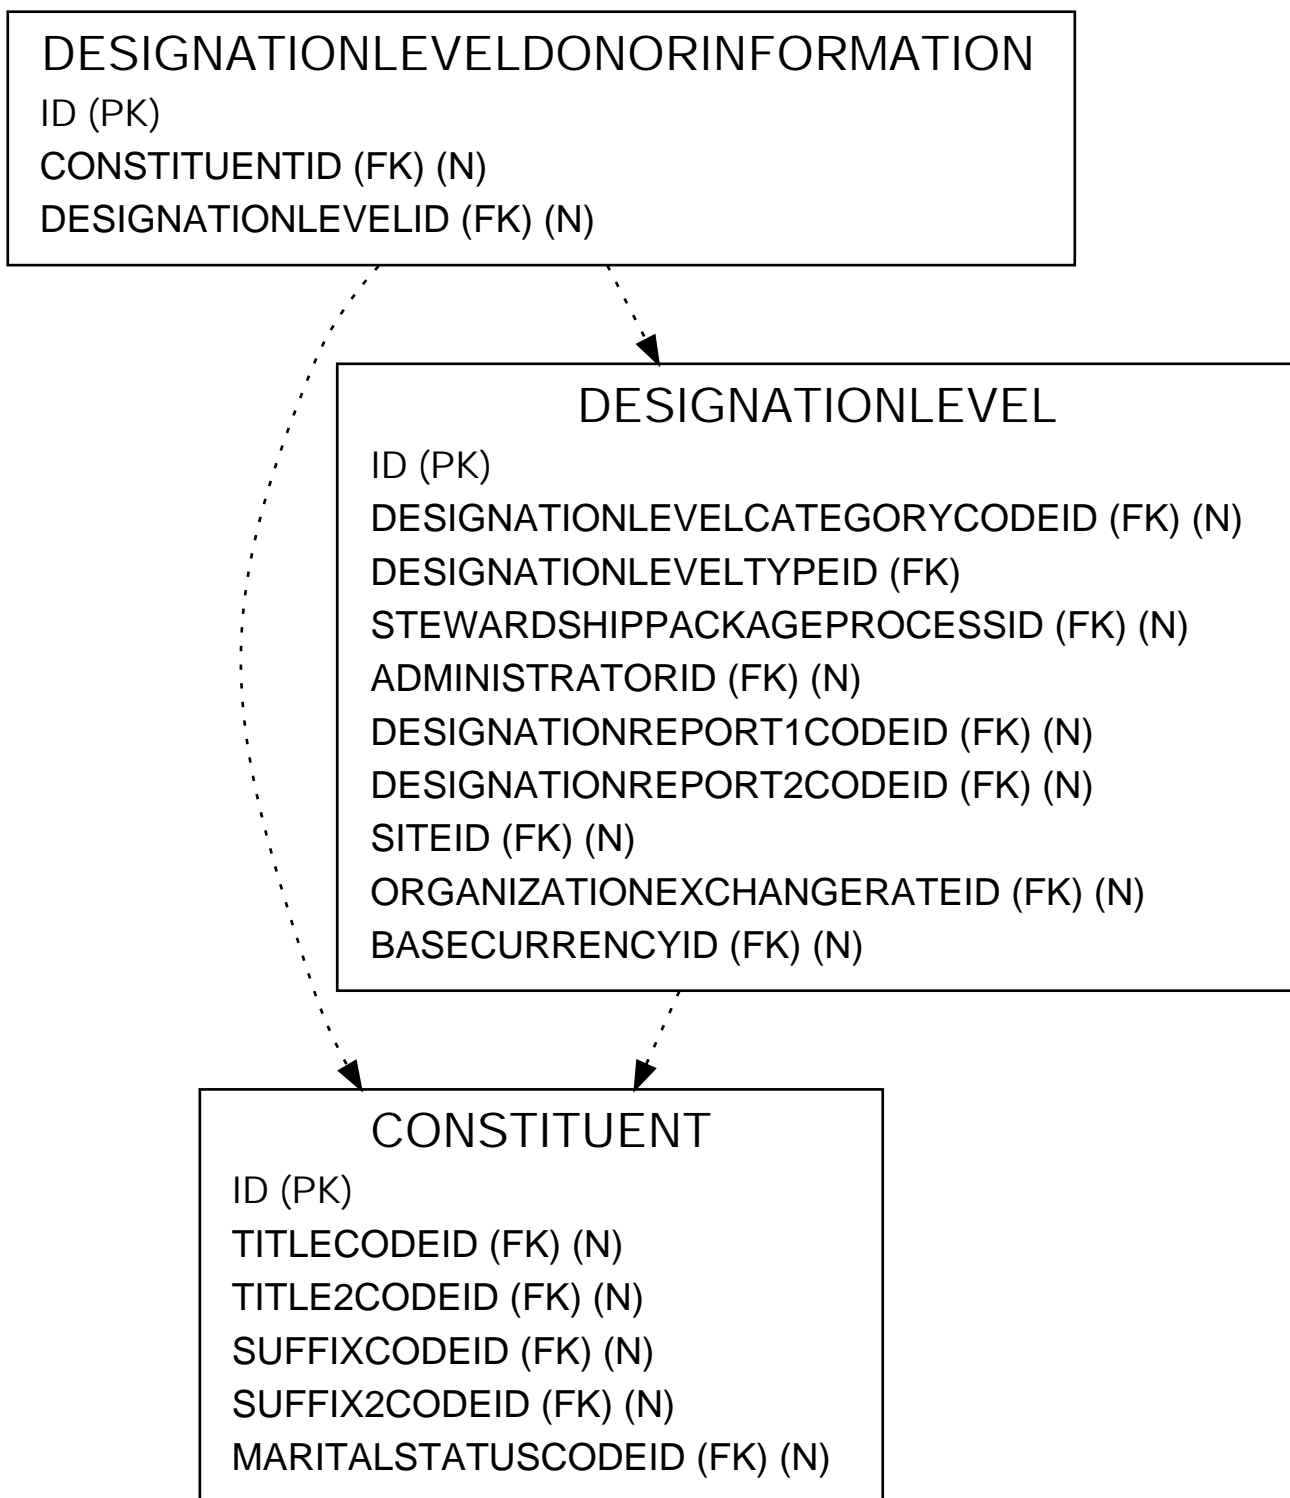 DESIGNATIONLEVELDONORINFORMATION
ID (PK)
CONSTITUENTID (FK) (N)
DESIGNATIONLEVELID (FK) (N)
DESIGNATIONLEVEL
ID (PK)
DESIGNATIONLEVELCATEGORYCODEID (FK) (N)
DESIGNATIONLEVELTYPEID (FK)
STEWARDSHIPPACKAGEPROCESSID (FK) (N)
ADMINISTRATORID (FK) (N)
DESIGNATIONREPORT1CODEID (FK) (N)
DESIGNATIONREPORT2CODEID (FK) (N)
SITEID (FK) (N)
ORGANIZATIONEXCHANGERATEID (FK) (N)
BASECURRENCYID (FK) (N)
CONSTITUENT
ID (PK)
TITLECODEID (FK) (N)
TITLE2CODEID (FK) (N)
SUFFIXCODEID (FK) (N)
SUFFIX2CODEID (FK) (N)
MARITALSTATUSCODEID (FK) (N)